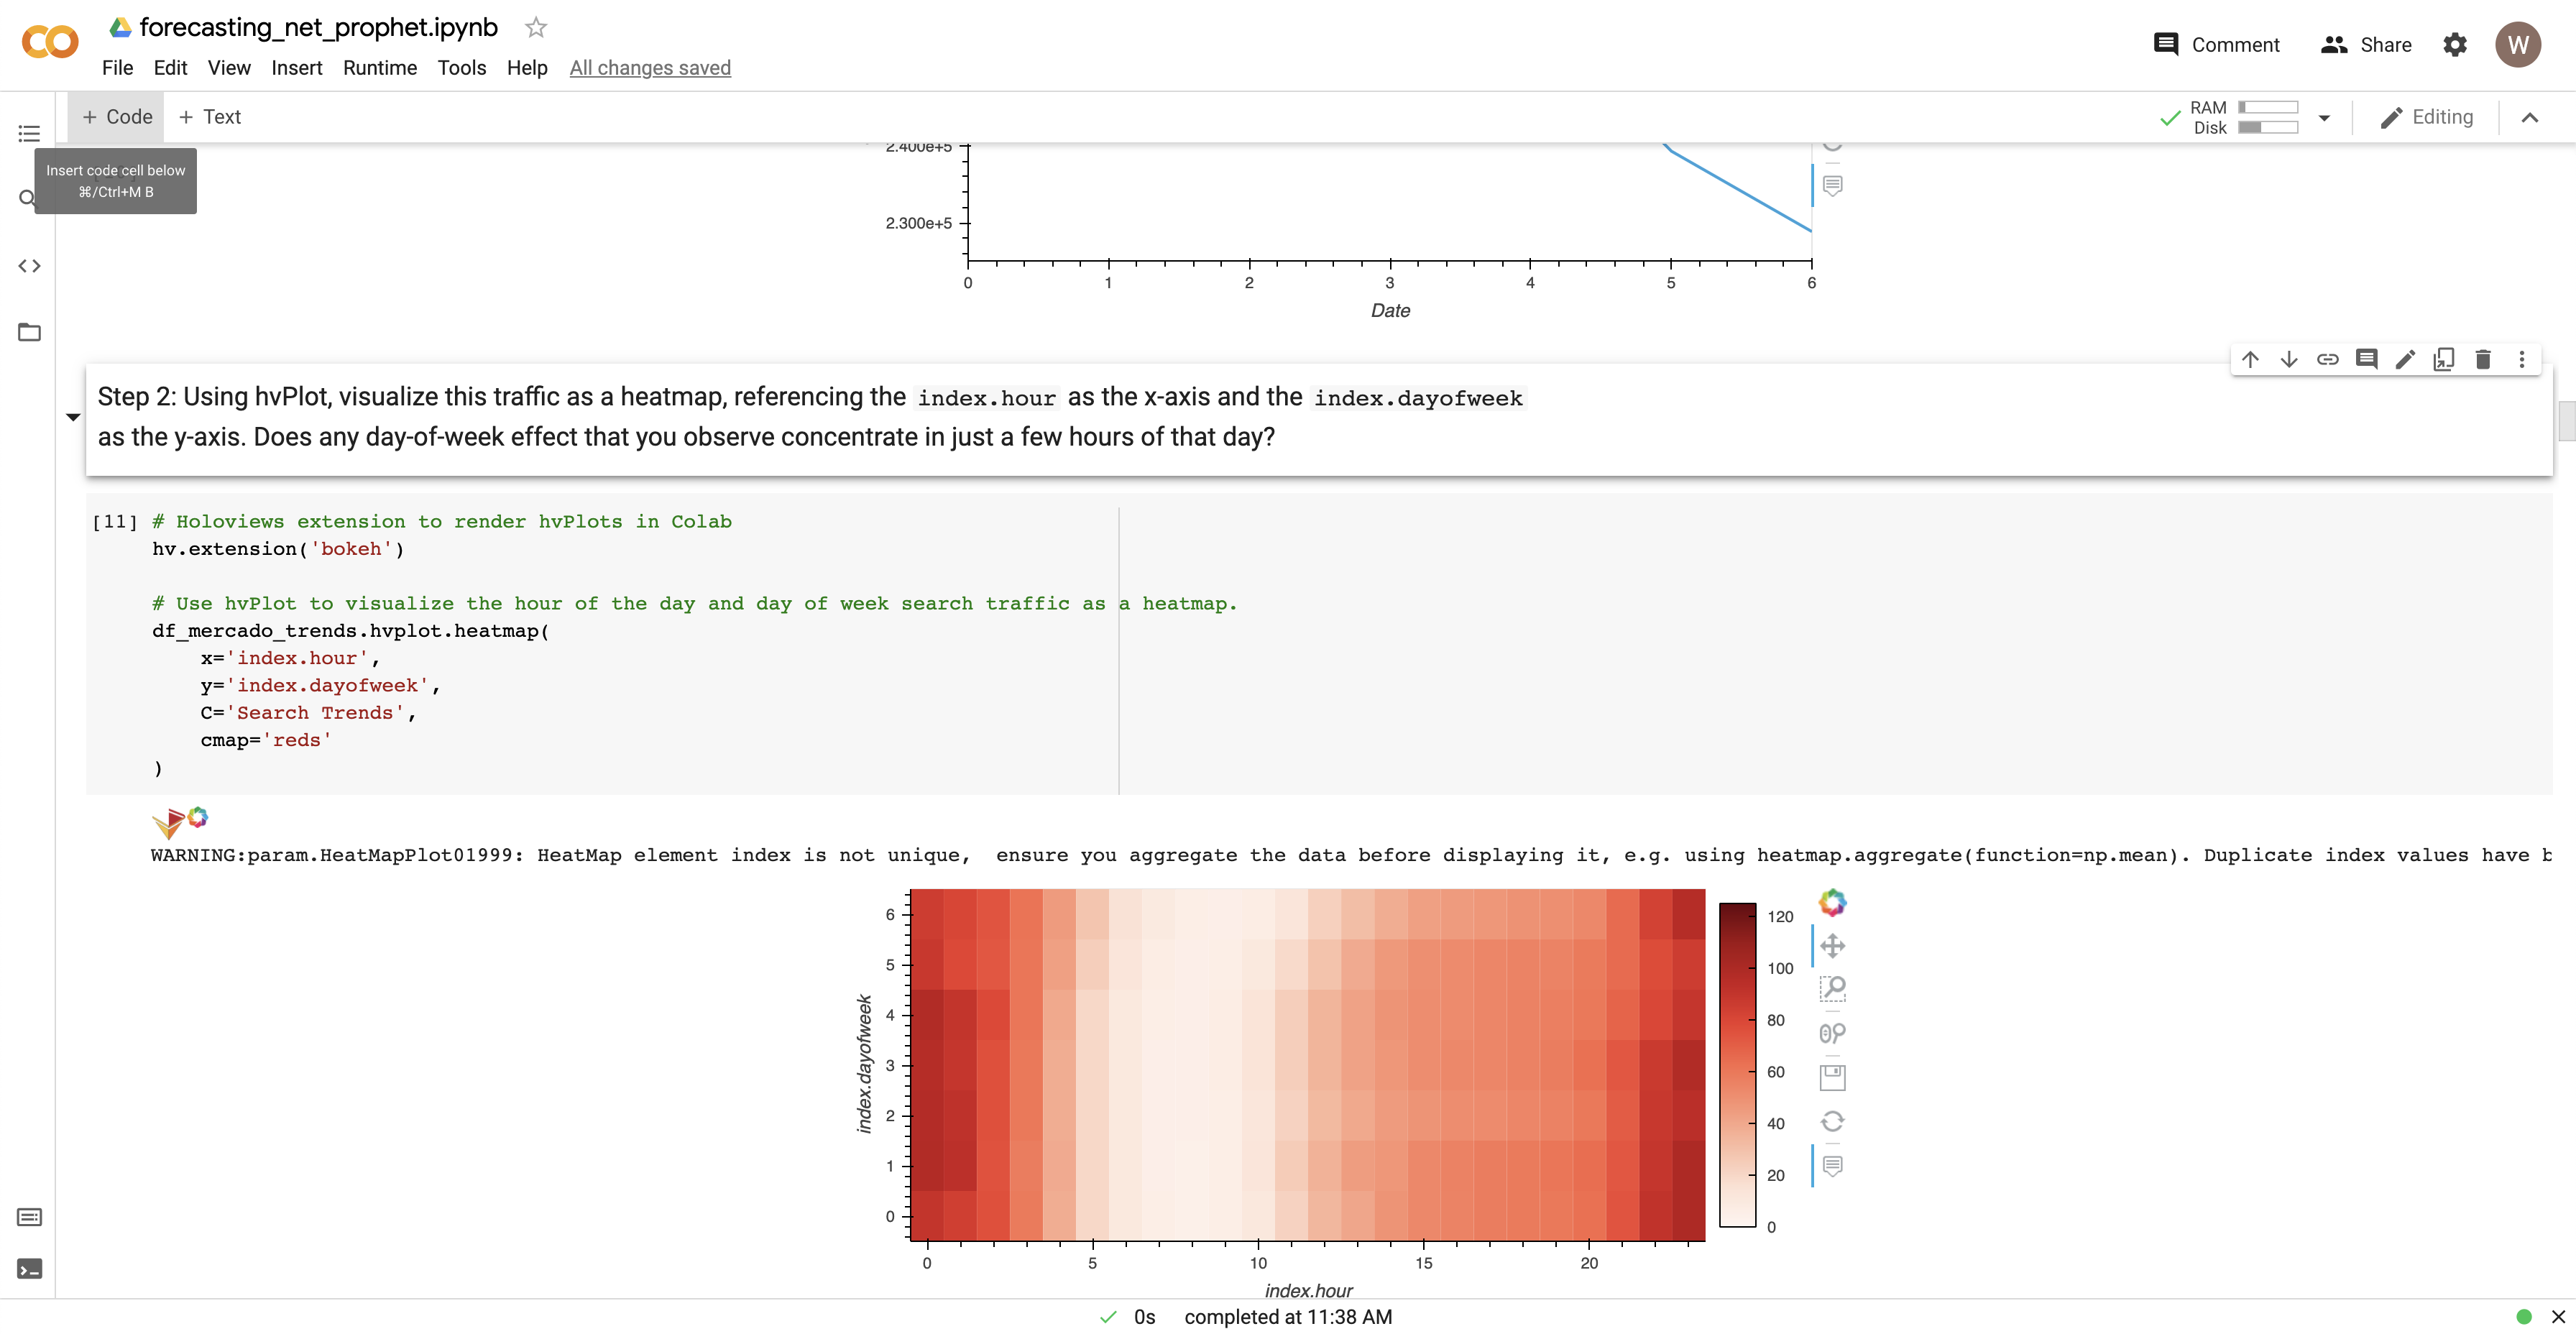 forecasting_net_prophet.ipynb
Comment
Share
W
File Edit View Insert Runtime Tools Help All changes saved
+ Code + Text
RAM
Disk
Editing
Insert code cell below
⌘/Ctrl+M B
2.400e+5
2.300e+5
0 1 2 3 4 5 6
Date
Step 2: Using hvPlot, visualize this traffic as a heatmap, referencing the index.hour as the x-axis and the index.dayofweek
as the y-axis. Does any day-of-week effect that you observe concentrate in just a few hours of that day?
[11] # Holoviews extension to render hvPlots in Colab
hv.extension('bokeh')
# Use hvPlot to visualize the hour of the day and day of week search traffic as a heatmap.
df_mercado_trends.hvplot.heatmap(
x='index.hour',
y='index.dayofweek',
C='Search Trends',
cmap='reds'
)
WARNING:param.HeatMapPlot01999: HeatMap element index is not unique,  ensure you aggregate the data before displaying it, e.g. using heatmap.aggregate(function=np.mean). Duplicate index values have b
index.dayofweek
6
5
4
3
2
1
0
120
100
80
60
40
20
0
0 5 10 15 20
index.hour
0s completed at 11:38 AM